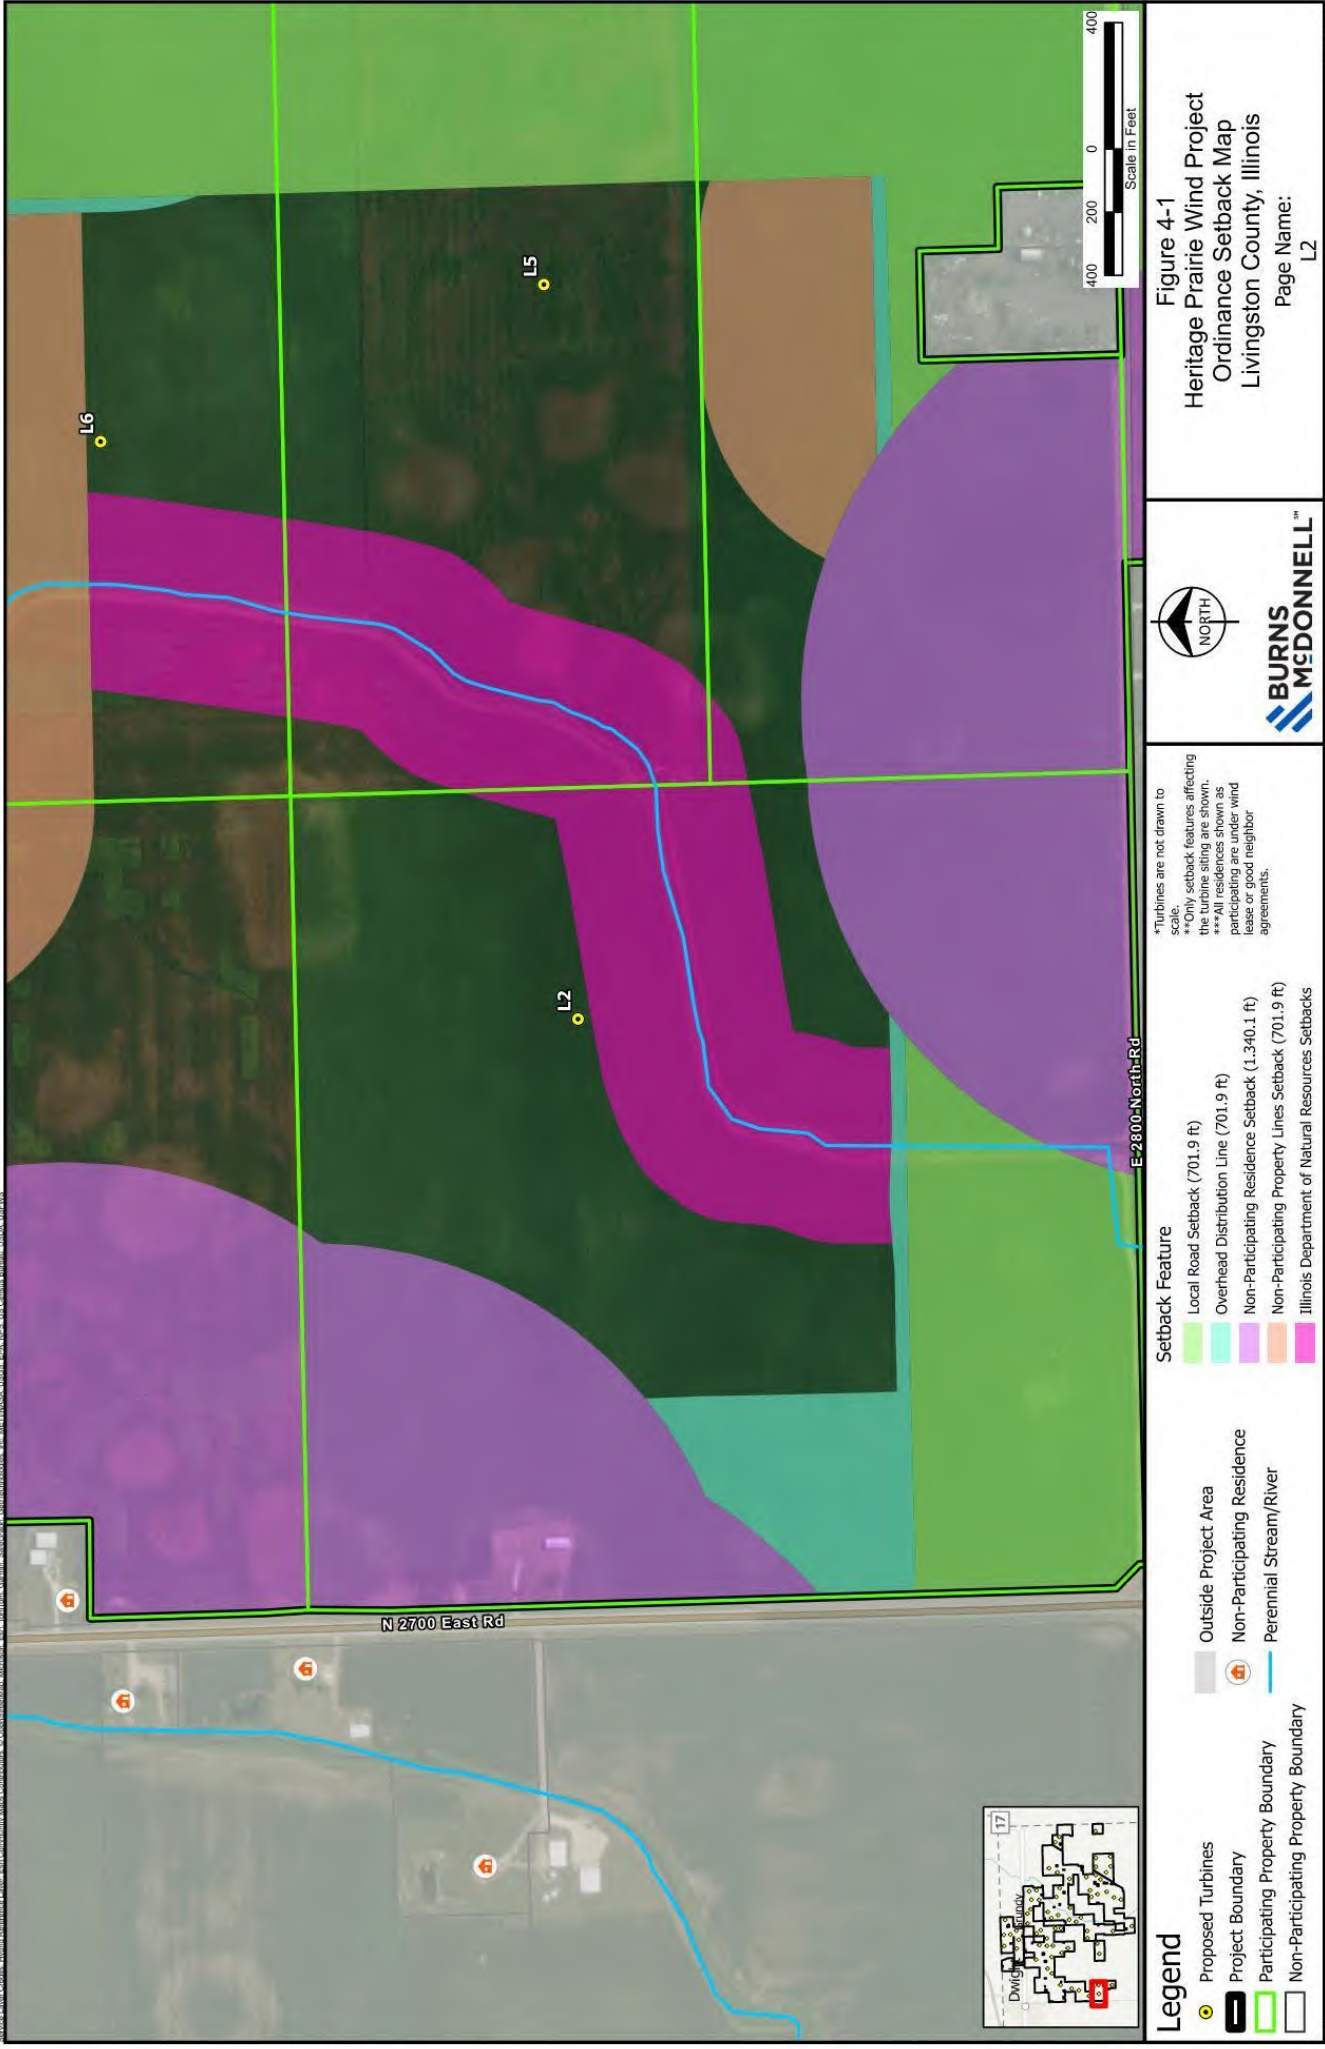 L6
L5
L2
N 2700 East Rd
E 2800 North Rd
400 200 0 400
Scale in Feet
17
Dwight
Grundy
Legend
Proposed Turbines
Project Boundary
Participating Property Boundary
Non-Participating Property Boundary
Outside Project Area
Non-Participating Residence
Perennial Stream/River
Setback Feature
Local Road Setback (701.9 ft)
Overhead Distribution Line (701.9 ft)
Non-Participating Residence Setback (1.340.1 ft)
Non-Participating Property Lines Setback (701.9 ft)
Illinois Department of Natural Resources Setbacks
*Turbines are not drawn to
scale.
**Only setback features affecting
the turbine siting are shown.
***All residences shown as
participating are under wind
lease or good neighbor
agreements.
NORTH
BURNS
McDONNELL℠
Figure 4-1
Heritage Prairie Wind Project
Ordinance Setback Map
Livingston County, Illinois
Page Name:
L2